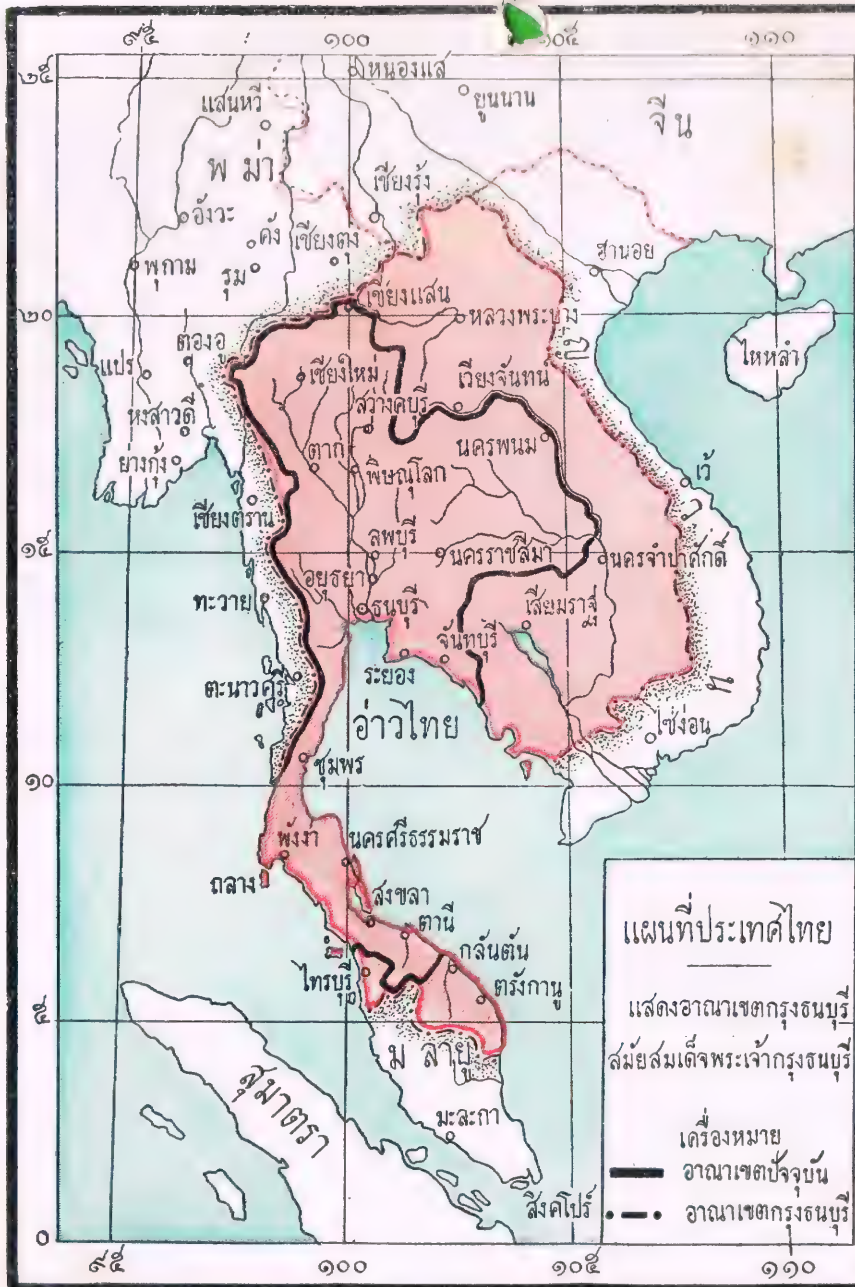 ๙๕ ๑๐๐ ๑๐๕ ๑๑๐
๒๕
หนองแส
ยูนนาน
จีน
แสนหวี
พม่า
เชียงรุ้ง
อังวะ
คัง
เชียงตุง
ฮานอย
พุกาม
รุม
เชียงแสน
๒๐
หลวงพระบาง
ตองอู
ไหหลำ
แปร
เชียงใหม่
เวียงจันทน
สวางคบุรี
หงสาวดี
นครพนม
ตาก
พิษณุโลก
ยางกุ้ง
เว้
เชียงตราน
ลพบุรี
๑๕
นครราชสีมา
นครจำปาศักดิ์
อยุธยา
ทะวาย
ธนบุรี
เสียมราฐ
จันทบุรี
ระยอง
ตะนาวศรี
ญ
ว
น
อ่าวไทย
ไซ่ง่อน
ชุมพร
๑๐
พังงา
นครศรีธรรมราช
ถลาง
สงขลา
ตานี
กลันตัน
ไทรบุรี
ตรังกานู
๕
มลายู
สุมาตรา
มะละกา
สิงคโปร์
แผนที่ประเทศไทย
แสดงอาณาเขตกรุงธนบุรี
สมัยสมเด็จพระเจ้ากรุงธนบุรี
เครื่องหมาย
อาณาเขตปัจจุบัน
อาณาเขตกรุงธนบุรี
๐
๙๕ ๑๐๐ ๑๐๕ ๑๑๐